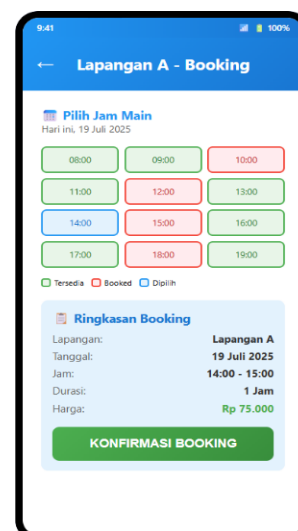 9:41 100%
← Lapangan A - Booking
Pilih Jam Main
Hari ini, 19 Juli 2025
08:00 09:00 10:00
11:00 12:00 13:00
14:00 15:00 16:00
17:00 18:00 19:00
Tersedia Booked Dipilih
Ringkasan Booking
Lapangan: Lapangan A
Tanggal: 19 Juli 2025
Jam: 14:00 - 15:00
Durasi: 1 Jam
Harga: Rp 75.000
KONFIRMASI BOOKING